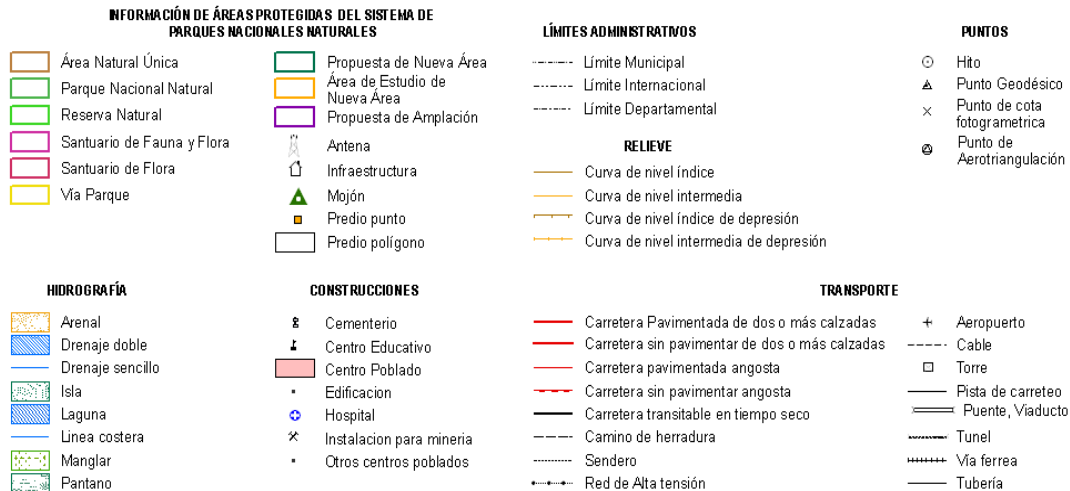 INFORMACIÓN DE ÁREAS PROTEGIDAS DEL SISTEMA DE
PARQUES NACIONALES NATURALES
Área Natural Única
Parque Nacional Natural
Reserva Natural
Santuario de Fauna y Flora
Santuario de Flora
Vía Parque
Propuesta de Nueva Área
Área de Estudio de
Nueva Área
Propuesta de Amplación
Antena
Infraestructura
Mojón
Predio punto
Predio polígono
LÍMITES ADMINISTRATIVOS
Límite Municipal
Límite Internacional
Límite Departamental
RELIEVE
Curva de nivel índice
Curva de nivel intermedia
Curva de nivel índice de depresión
Curva de nivel intermedia de depresión
PUNTOS
Hito
Punto Geodésico
Punto de cota
fotogrametrica
Punto de
Aerotriangulación
HIDROGRAFÍA
Arenal
Drenaje doble
Drenaje sencillo
Isla
Laguna
Linea costera
Manglar
Pantano
CONSTRUCCIONES
Cementerio
Centro Educativo
Centro Poblado
Edificacion
Hospital
Instalacion para mineria
Otros centros poblados
TRANSPORTE
Carretera Pavimentada de dos o más calzadas
Carretera sin pavimentar de dos o más calzadas
Carretera pavimentada angosta
Carretera sin pavimentar angosta
Carretera transitable en tiempo seco
Camino de herradura
Sendero
Red de Alta tensión
Aeropuerto
Cable
Torre
Pista de carreteo
Puente, Viaducto
Tunel
Vía ferrea
Tubería